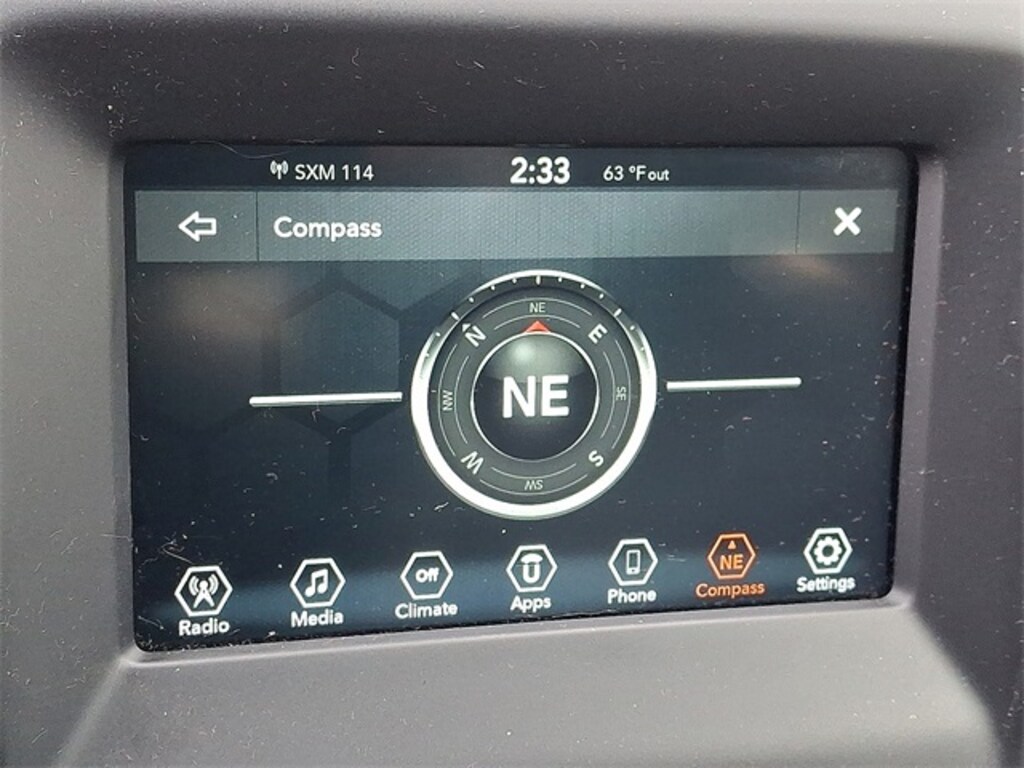 SXM 114 2:33 63 °F out
Compass
NE
N E
NE
NW SE
W S
SW
Off NE
Radio Media Climate Apps Phone Compass Settings